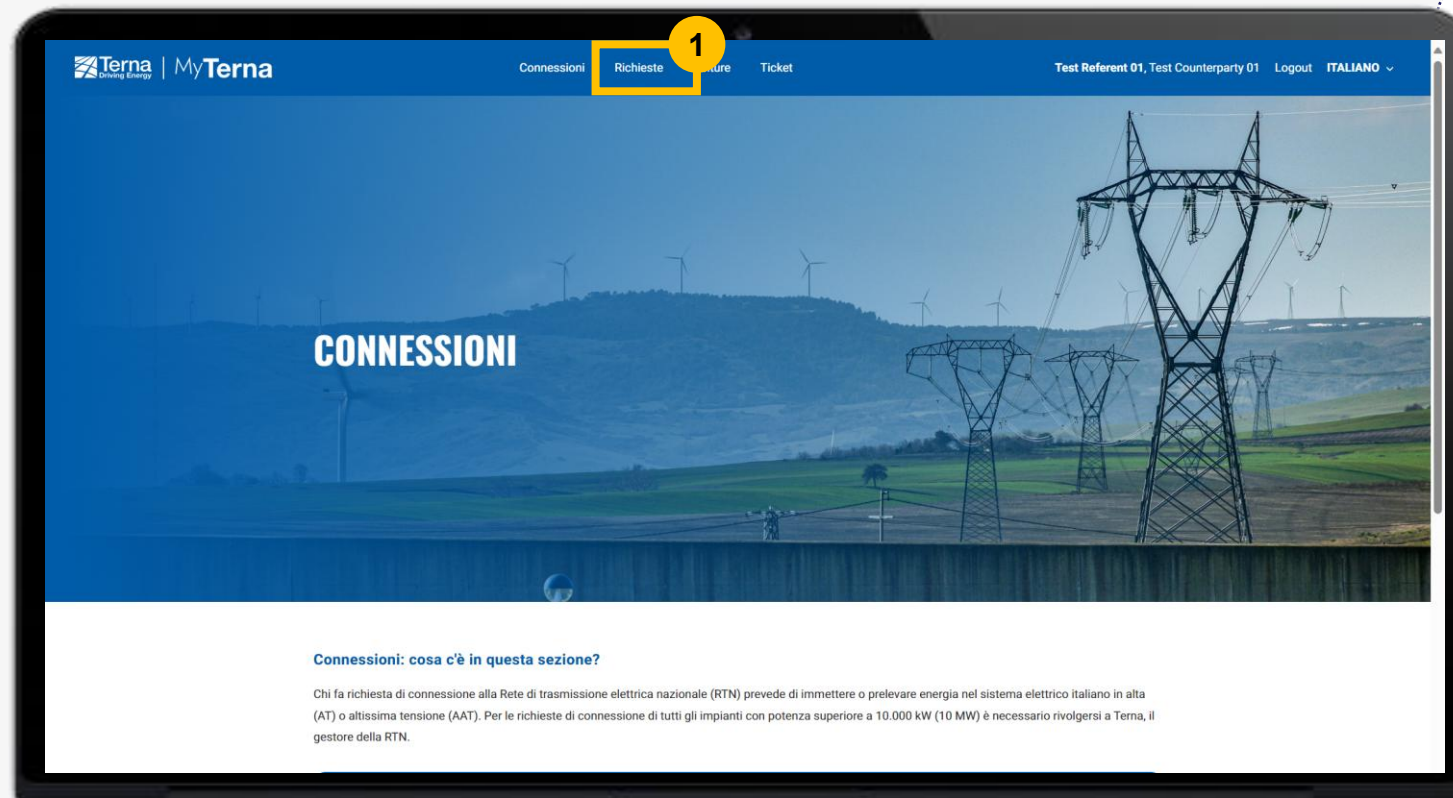 1
Terna
Driving Energy
MyTerna
Connessioni Richieste Ticket
Test Referent 01, Test Counterparty 01 Logout ITALIANO
CONNESSIONI
Connessioni: cosa c'è in questa sezione?
Chi fa richiesta di connessione alla Rete di trasmissione elettrica nazionale (RTN) prevede di immettere o prelevare energia nel sistema elettrico italiano in alta
(AT) o altissima tensione (AAT). Per le richieste di connessione di tutti gli impianti con potenza superiore a 10.000 kW (10 MW) è necessario rivolgersi a Terna, il
gestore della RTN.